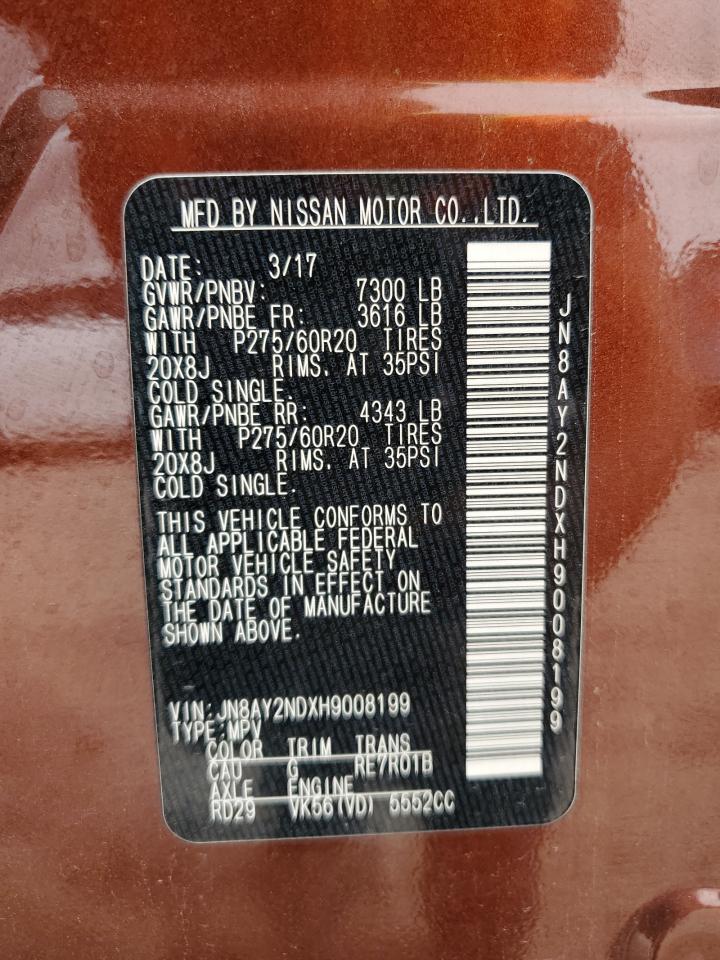 MFD BY NISSAN MOTOR CO.,LTD.
DATE: 3/17
GVWR/PNBV: 7300 LB
GAWR/PNBE FR: 3616 LB
WITH P275/60R20 TIRES
20X8J RIMS. AT 35PSI
COLD SINGLE.
GAWR/PNBE RR: 4343 LB
WITH P275/60R20 TIRES
20X8J RIMS. AT 35PSI
COLD SINGLE.
THIS VEHICLE CONFORMS TO
ALL APPLICABLE FEDERAL
MOTOR VEHICLE SAFETY
STANDARDS IN EFFECT ON
THE DATE OF MANUFACTURE
SHOWN ABOVE.
VIN: JN8AY2NDXH9008199
TYPE: MPV
COLOR TRIM TRANS
CAU G RE7R01B
AXLE ENGINE
RD29 VK56(VD) 5552CC
JN8AY2NDXH9008199